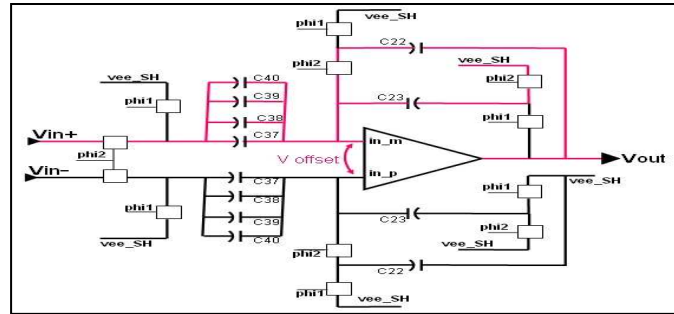 vee_SH
phi1
C22
phi2
vee_SH
phi2
vee_SH
C40
phi1
C39
C23
C38
phi1
Vin+
C37
in_m
phi2
V offset
Vout
Vin-
in_p
C37
phi1
vee_SH
C38
phi1
C39
C23
phi2
vee_SH
C40
phi2
vee_SH
C22
phi1
vee_SH